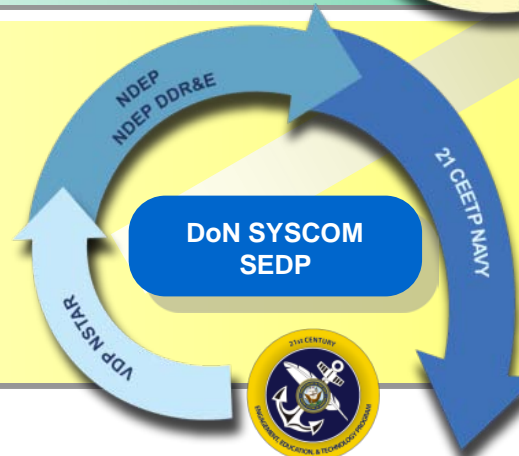 NDEP
NDEP DDR&E
21 CEETP NAVY
DoN SYSCOM
SEDP
VDP NSTAR
21st CENTURY
ENGAGEMENT, EDUCATION, & TECHNOLOGY PROGRAM